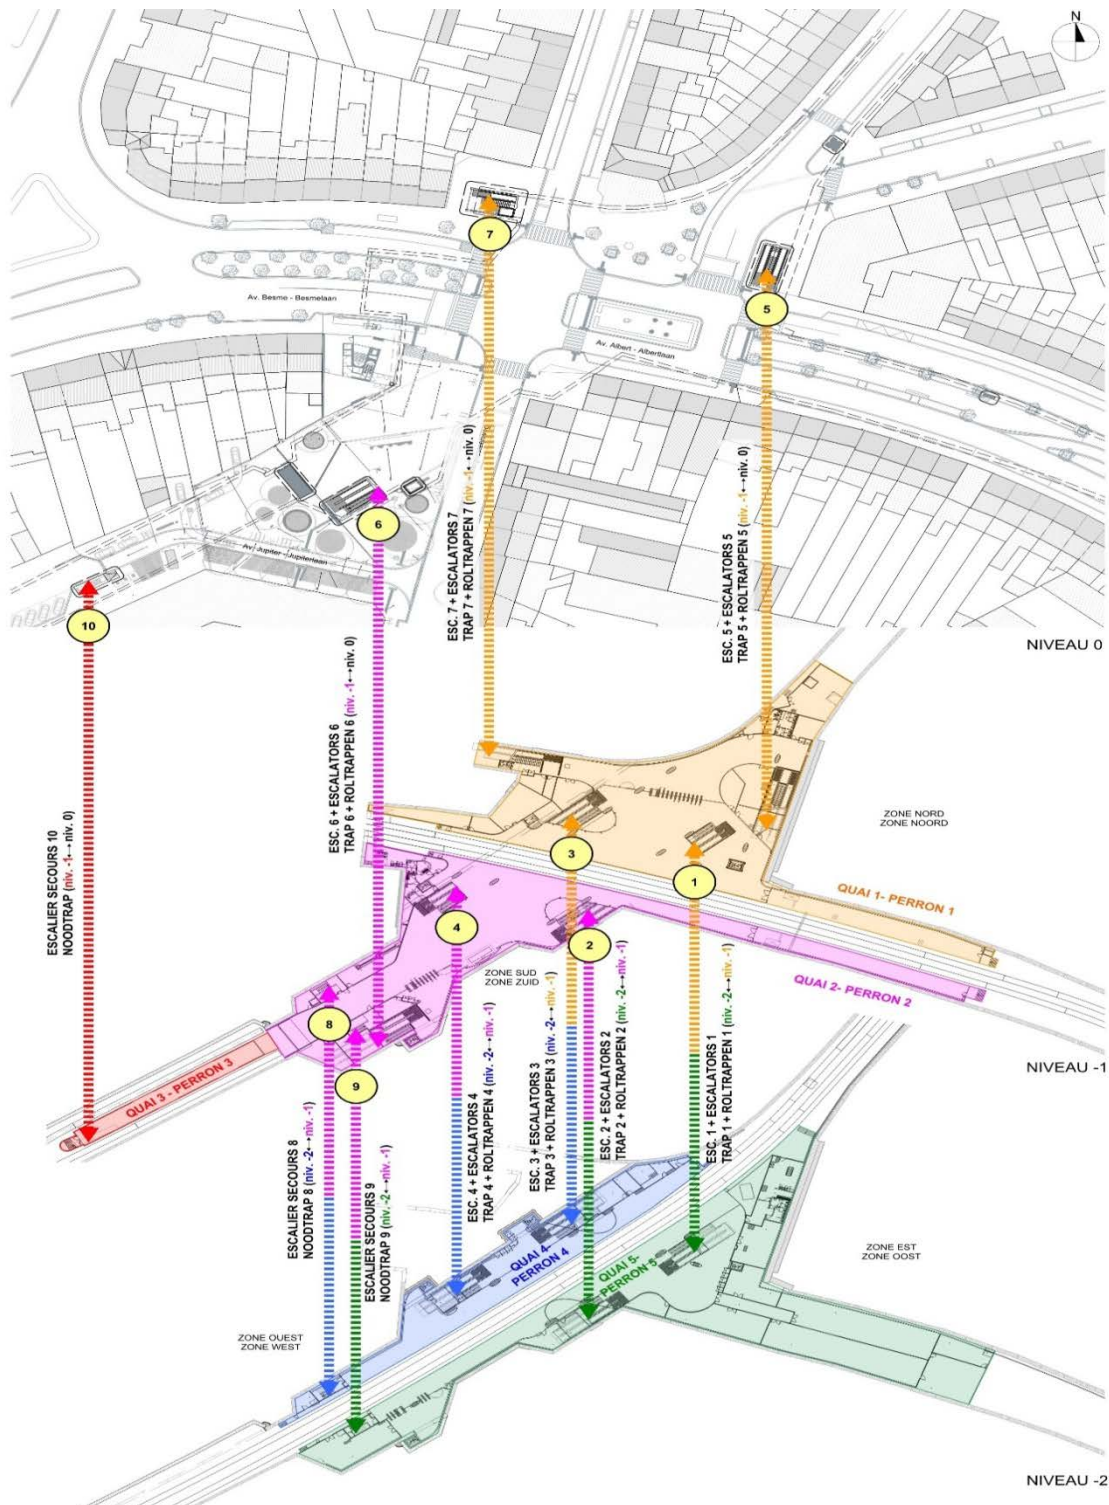 N
7
5
Av. Besme - Besmelaan
Av. Albert - Albertlaan
6
Av. Jupiter - Jupiterlaan
10
NIVEAU 0
ESC. 7 + ESCALATORS 7
TRAP 7 + ROLTRAPPEN 7 (niv. -1↔niv. 0)
ESC. 5 + ESCALATORS 5
TRAP 5 + ROLTRAPPEN 5 (niv. -1↔niv. 0)
ESC. 6 + ESCALATORS 6
TRAP 6 + ROLTRAPPEN 6 (niv. -1↔niv. 0)
ESCALIER SECOURS 10
NOODTRAP (niv. -1↔niv. 0)
ZONE NORD
ZONE NOORD
3
1
QUAI 1- PERRON 1
4
2
ZONE SUD
ZONE ZUID
QUAI 2- PERRON 2
8
9
QUAI 3 - PERRON 3
NIVEAU -1
ESCALIER SECOURS 8
NOODTRAP 8 (niv. -2↔niv. -1)
ESCALIER SECOURS 9
NOODTRAP 9 (niv. -2↔niv. -1)
ESC. 4 + ESCALATORS 4
TRAP 4 + ROLTRAPPEN 4 (niv. -2↔niv. -1)
ESC. 3 + ESCALATORS 3
TRAP 3 + ROLTRAPPEN 3 (niv. -2↔niv. -1)
ESC. 2 + ESCALATORS 2
TRAP 2 + ROLTRAPPEN 2 (niv. -2↔niv. -1)
ESC. 1 + ESCALATORS 1
TRAP 1 + ROLTRAPPEN 1 (niv. -2↔niv. -1)
QUAI 4-
PERRON 4
QUAI 5-
PERRON 5
ZONE EST
ZONE OOST
ZONE OUEST
ZONE WEST
NIVEAU -2